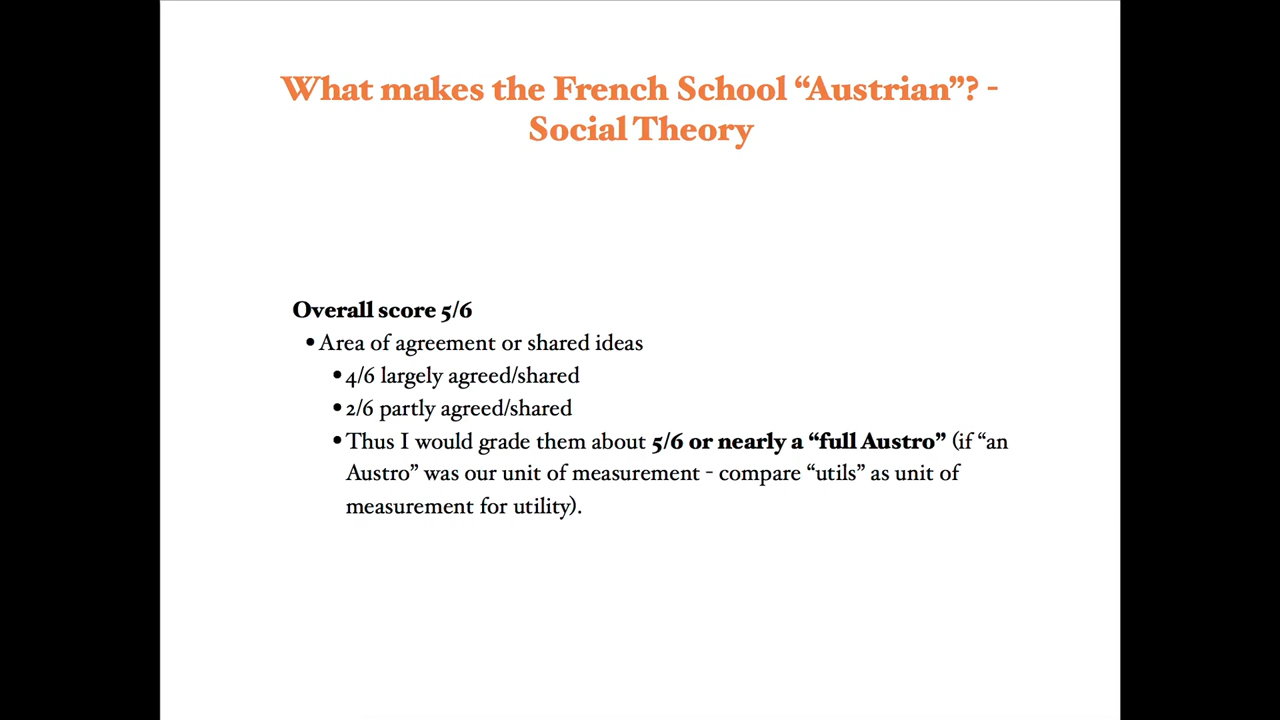 What makes the French School “Austrian”? -
Social Theory
Overall score 5/6
•Area of agreement or shared ideas
•4/6 largely agreed/shared
•2/6 partly agreed/shared
•Thus I would grade them about 5/6 or nearly a “full Austro” (if “an
Austro” was our unit of measurement - compare “utils” as unit of
measurement for utility).